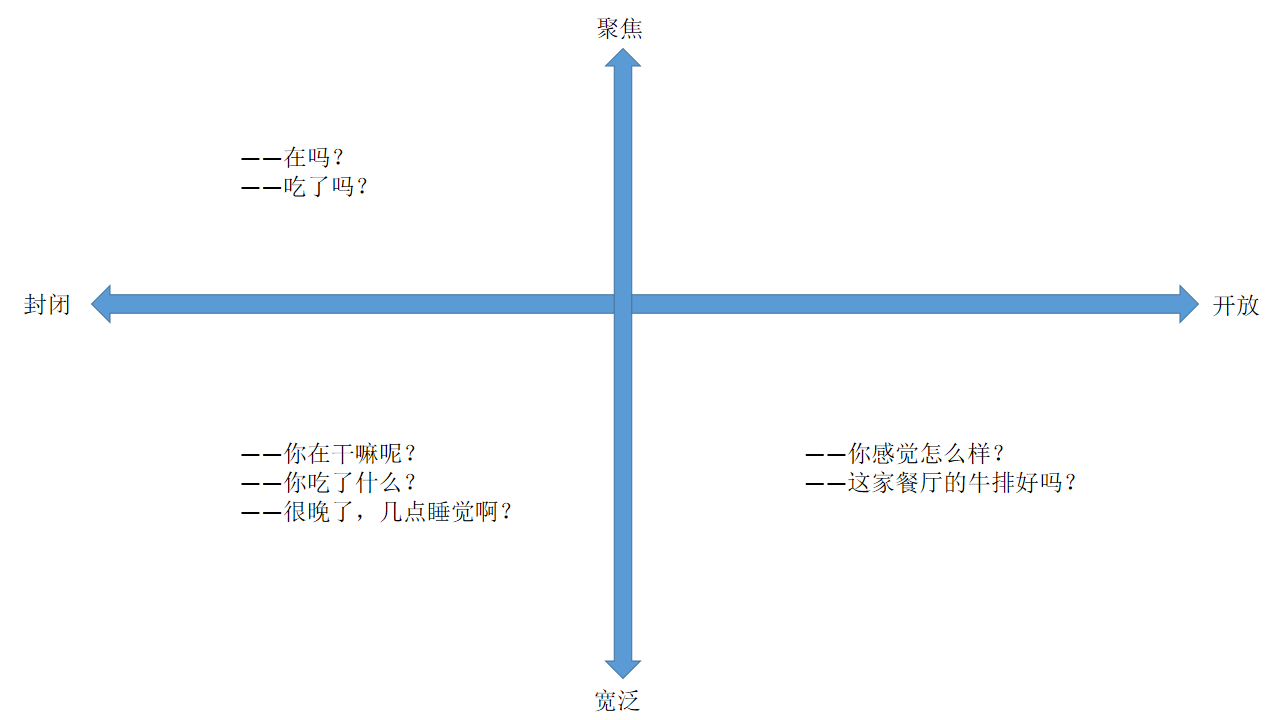 聚焦
——在吗？
——吃了吗？
封闭
开放
——你在干嘛呢？
——你吃了什么？
——很晚了，几点睡觉啊？
——你感觉怎么样？
——这家餐厅的牛排好吗？
宽泛